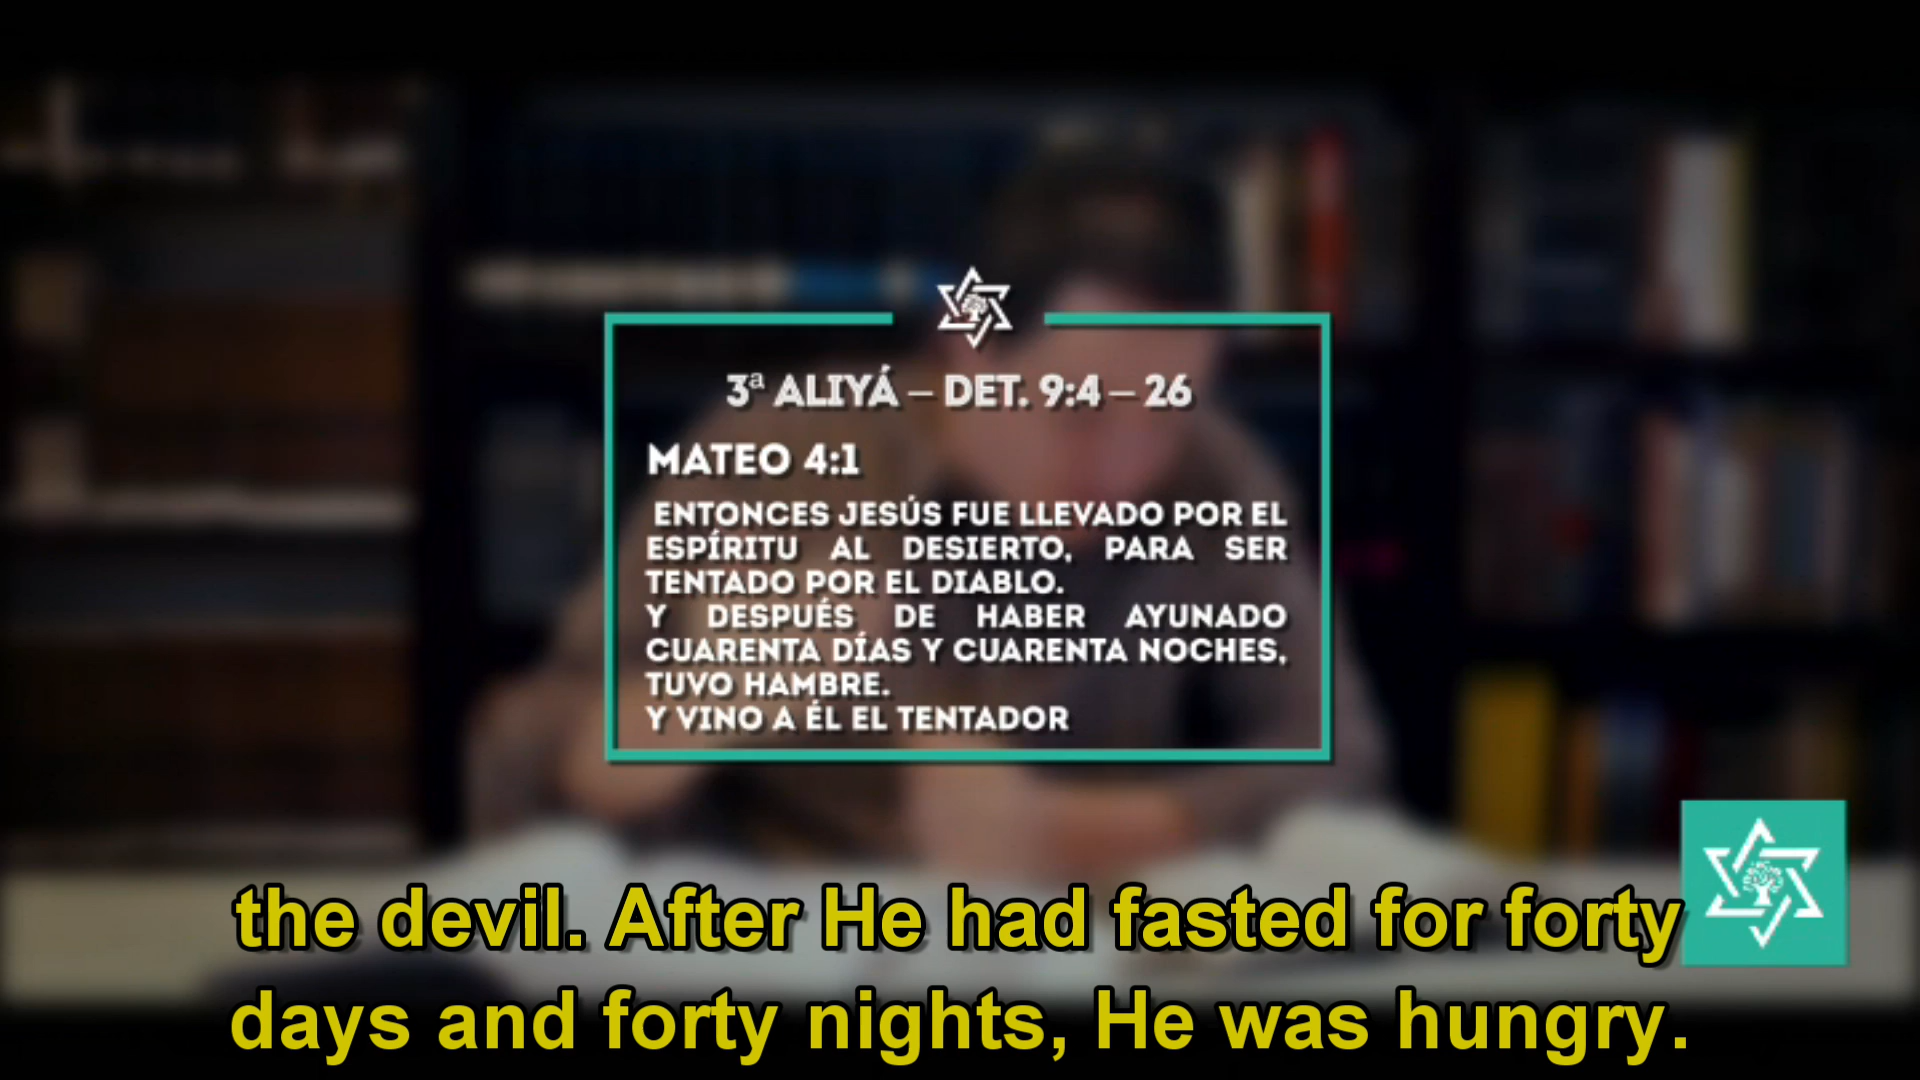 3ª ALIYÁ – DET. 9:4 – 26
MATEO 4:1
ENTONCES JESÚS FUE LLEVADO POR EL
ESPÍRITU AL DESIERTO, PARA SER
TENTADO POR EL DIABLO.
Y DESPUÉS DE HABER AYUNADO
CUARENTA DÍAS Y CUARENTA NOCHES,
TUVO HAMBRE.
Y VINO A ÉL EL TENTADOR
the devil. After He had fasted for forty
days and forty nights, He was hungry.